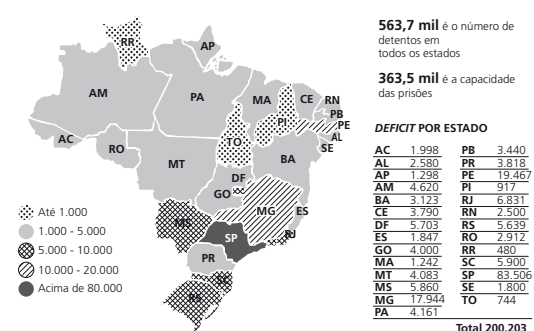 563,7 mil é o número de
detentos em
todos os estados
363,5 mil é a capacidade
das prisões
RR
AP
AM
PA
MA
CE
RN
PB
PE
AL
SE
PI
AC
RO
TO
MT
BA
DF
GO
MG
ES
MS
SP
RJ
PR
SC
RS
Até 1.000
1.000 - 5.000
5.000 - 10.000
10.000 - 20.000
Acima de 80.000
DEFICIT POR ESTADO
AC 1.998 PB 3.440
AL 2.580 PR 3.818
AP 1.298 PE 19.467
AM 4.620 PI 917
BA 3.123 RJ 6.831
CE 3.790 RN 2.500
DF 5.703 RS 5.639
ES 1.847 RO 2.912
GO 4.000 RR 480
MA 1.242 SC 5.900
MT 4.083 SP 83.506
MS 5.860 SE 1.800
MG 17.944 TO 744
PA 4.161
Total 200.203